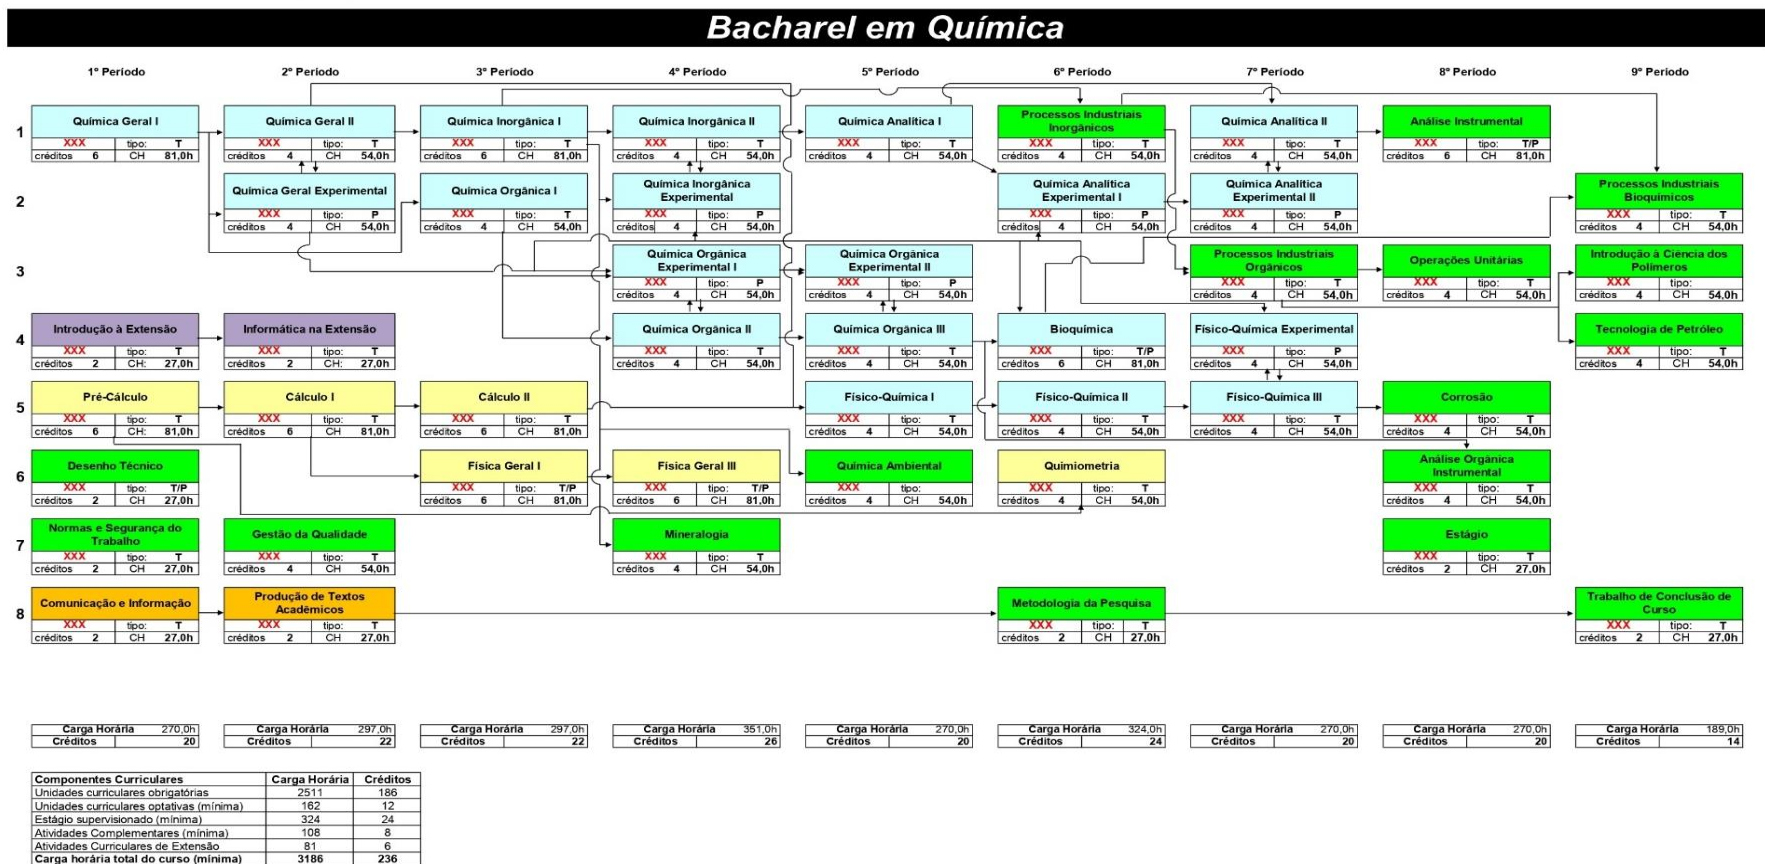 Bacharel em Química
1º Período 2º Período 3º Período 4º Período 5º Período 6º Período 7º Período 8º Período 9º Período
1
Química Geral I
XXX tipo: T
créditos 6 CH 81,0h
Química Geral II
XXX tipo: T
créditos 4 CH 54,0h
Química Inorgânica I
XXX tipo: T
créditos 6 CH 81,0h
Química Inorgânica II
XXX tipo: T
créditos 4 CH 54,0h
Química Analítica I
XXX tipo: T
créditos 4 CH 54,0h
Processos Industriais
Inorgânicos
XXX tipo: T
créditos 4 CH 54,0h
Química Analítica II
XXX tipo: T
créditos 4 CH 54,0h
Análise Instrumental
XXX tipo: T/P
créditos 6 CH 81,0h
2
Química Geral Experimental
XXX tipo: P
créditos 4 CH 54,0h
Química Orgânica I
XXX tipo: T
créditos 4 CH 54,0h
Química Inorgânica
Experimental
XXX tipo: P
créditos 4 CH 54,0h
Química Analítica
Experimental I
XXX tipo: P
créditos 4 CH 54,0h
Química Analítica
Experimental II
XXX tipo: P
créditos 4 CH 54,0h
Processos Industriais
Bioquímicos
XXX tipo: T
créditos 4 CH 54,0h
3
Química Orgânica
Experimental I
XXX tipo: P
créditos 4 CH 54,0h
Química Orgânica
Experimental II
XXX tipo: P
créditos 4 CH 54,0h
Processos Industriais
Orgânicos
XXX tipo: T
créditos 4 CH 54,0h
Operações Unitárias
XXX tipo: T
créditos 4 CH 54,0h
Introdução à Ciência dos
Polímeros
XXX tipo:
créditos 4 CH 54,0h
4
Introdução à Extensão
XXX tipo: T
créditos 2 CH: 27,0h
Informática na Extensão
XXX tipo: T
créditos 2 CH: 27,0h
Química Orgânica II
XXX tipo: T
créditos 4 CH 54,0h
Química Orgânica III
XXX tipo: T
créditos 4 CH 54,0h
Bioquímica
XXX tipo: T/P
créditos 6 CH 81,0h
Físico-Química Experimental
XXX tipo: P
créditos 4 CH 54,0h
Tecnologia de Petróleo
XXX tipo: T
créditos 4 CH 54,0h
5
Pré-Cálculo
XXX tipo: T
créditos 6 CH: 81,0h
Cálculo I
XXX tipo: T
créditos 6 CH 81,0h
Cálculo II
XXX tipo: T
créditos 6 CH 81,0h
Físico-Química I
XXX tipo: T
créditos 4 CH 54,0h
Físico-Química II
XXX tipo: T
créditos 4 CH 54,0h
Físico-Química III
XXX tipo: T
créditos 4 CH 54,0h
Corrosão
XXX tipo: T
créditos 4 CH 54,0h
6
Desenho Técnico
XXX tipo: T/P
créditos 2 CH 27,0h
Física Geral I
XXX tipo: T/P
créditos 6 CH 81,0h
Física Geral III
XXX tipo: T/P
créditos 6 CH 81,0h
Química Ambiental
XXX tipo:
créditos 4 CH 54,0h
Quimiometria
XXX tipo: T
créditos 4 CH 54,0h
Análise Orgânica
Instrumental
XXX tipo: T
créditos 4 CH 54,0h
7
Normas e Segurança do
Trabalho
XXX tipo: T
créditos 2 CH 27,0h
Gestão da Qualidade
XXX tipo: T
créditos 4 CH 54,0h
Mineralogia
XXX tipo: T
créditos 4 CH 54,0h
Estágio
XXX tipo: T
créditos 2 CH 27,0h
8
Comunicação e Informação
XXX tipo: T
créditos 2 CH 27,0h
Produção de Textos
Acadêmicos
XXX tipo: T
créditos 2 CH 27,0h
Metodologia da Pesquisa
XXX tipo: T
créditos 2 CH 27,0h
Trabalho de Conclusão de
Curso
XXX tipo: T
créditos 2 CH 27,0h
Carga Horária 270,0h
Créditos 20
Carga Horária 297,0h
Créditos 22
Carga Horária 297,0h
Créditos 22
Carga Horária 351,0h
Créditos 26
Carga Horária 270,0h
Créditos 20
Carga Horária 324,0h
Créditos 24
Carga Horária 270,0h
Créditos 20
Carga Horária 270,0h
Créditos 20
Carga Horária 189,0h
Créditos 14
Componentes Curriculares Carga Horária Créditos
Unidades curriculares obrigatórias 2511 186
Unidades curriculares optativas (mínima) 162 12
Estágio supervisionado (mínima) 324 24
Atividades Complementares (mínima) 108 8
Atividades Curriculares de Extensão 81 6
Carga horária total do curso (mínima) 3186 236